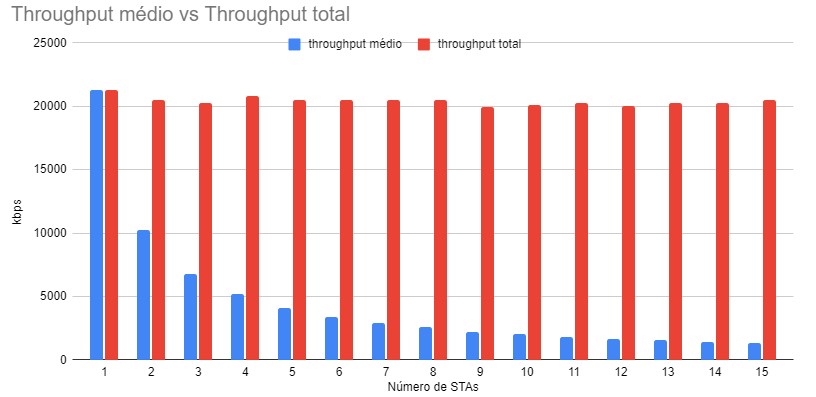 Throughput médio vs Throughput total
throughput médio throughput total
25000
20000
15000
10000
5000
0
kbps
1 2 3 4 5 6 7 8 9 10 11 12 13 14 15
Número de STAs